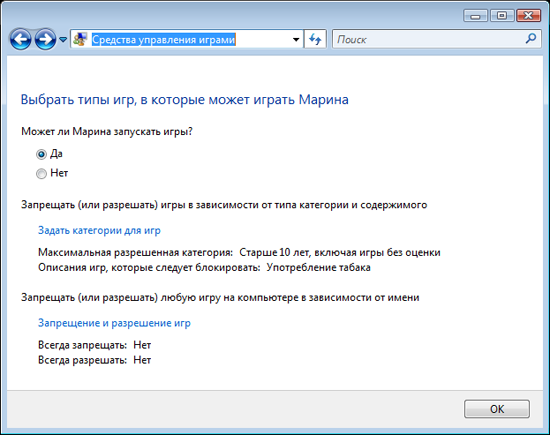 Средства управления играми
Поиск
Выбрать типы игр, в которые может играть Марина
Может ли Марина запускать игры?
Да
Нет
Запрещать (или разрешать) игры в зависимости от типа категории и содержимого
Задать категории для игр
Максимальная разрешенная категория: Старше 10 лет, включая игры без оценки
Описания игр, которые следует блокировать: Употребление табака
Запрещать (или разрешать) любую игру на компьютере в зависимости от имени
Запрещение и разрешение игр
Всегда запрещать: Нет
Всегда разрешать: Нет
ОК